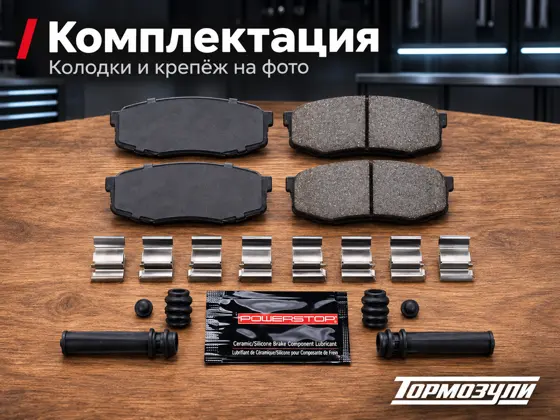 Комплектация
Колодки и крепёж на фото
POWERSTOP
Ceramic/Silicone Brake Component Lubricant
Lubrifiant de Céramique/Silicone pour Composante de Frein
ТОРМОЗУЛИ